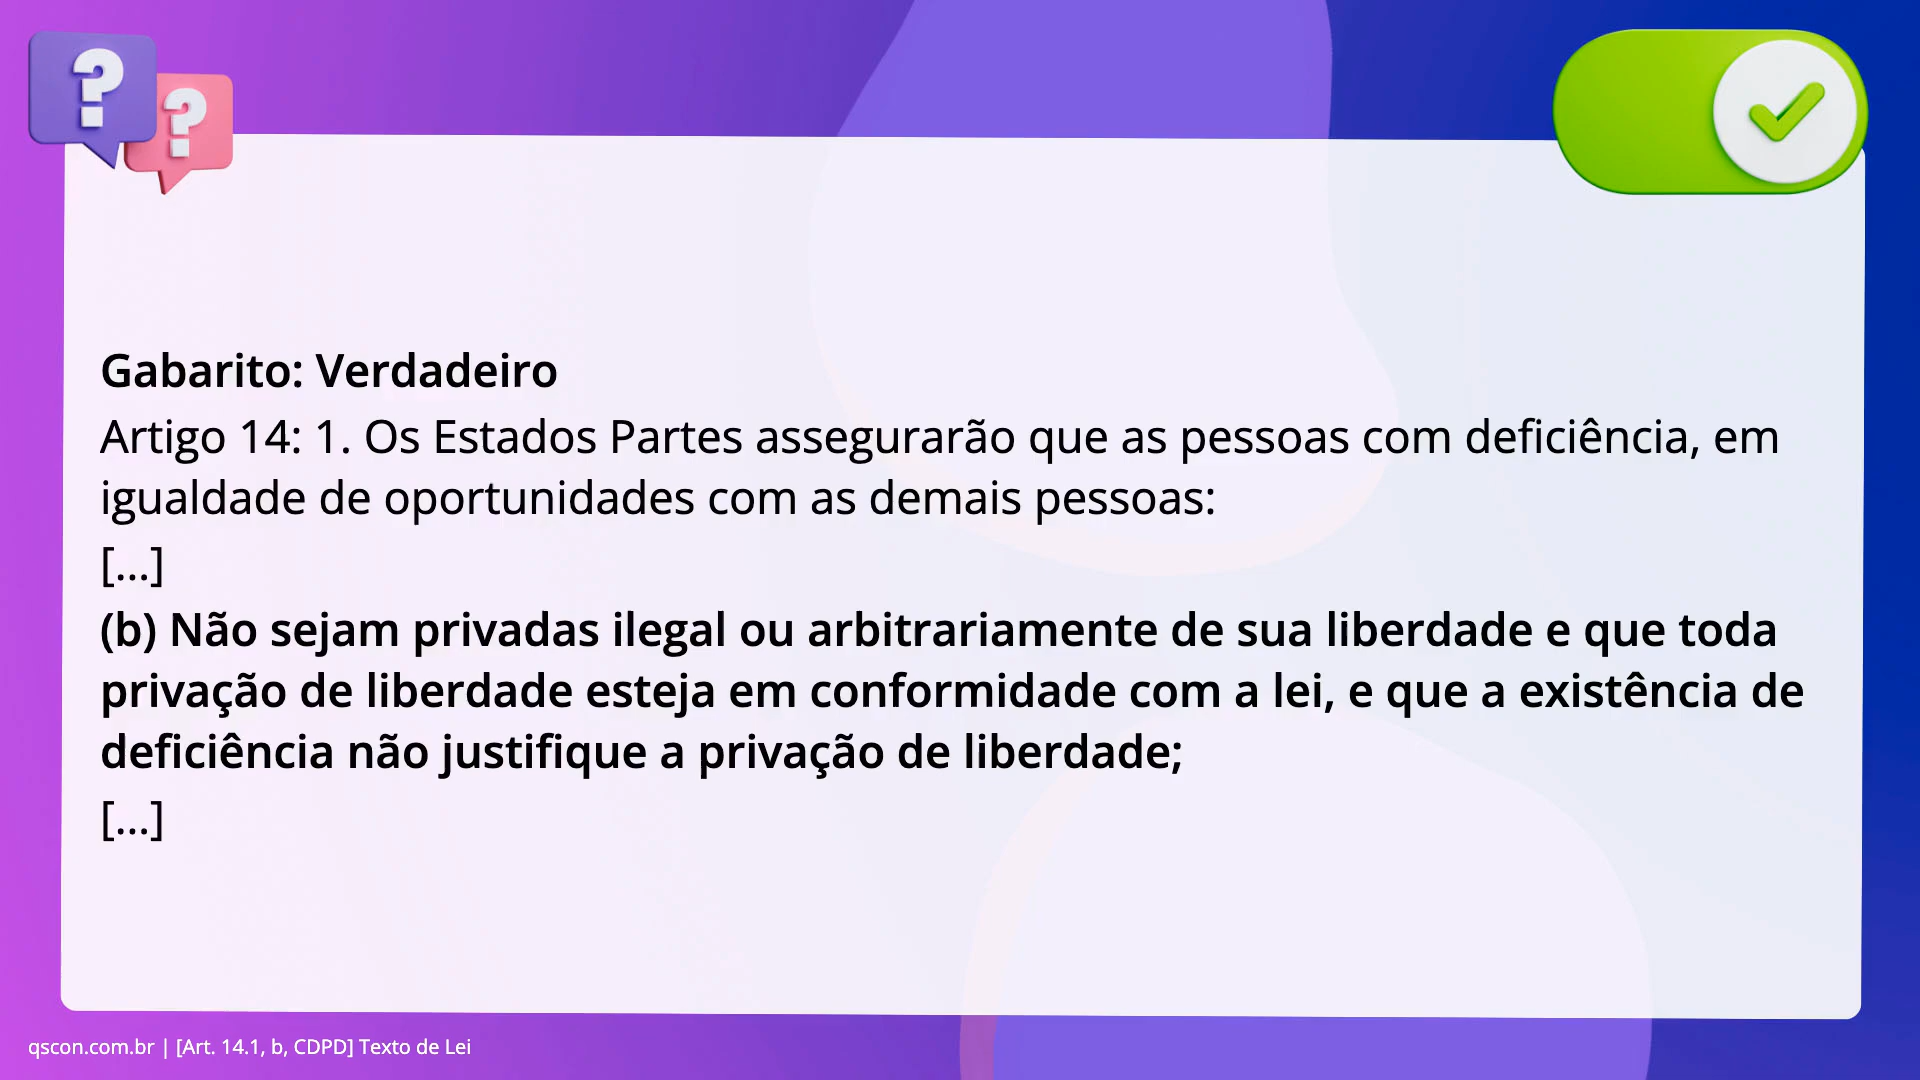 ?
?
Gabarito: Verdadeiro
Artigo 14: 1. Os Estados Partes assegurarão que as pessoas com deficiência, em
igualdade de oportunidades com as demais pessoas:
[...]
(b) Não sejam privadas ilegal ou arbitrariamente de sua liberdade e que toda
privação de liberdade esteja em conformidade com a lei, e que a existência de
deficiência não justifique a privação de liberdade;
[...]
qscon.com.br | [Art. 14.1, b, CDPD] Texto de Lei